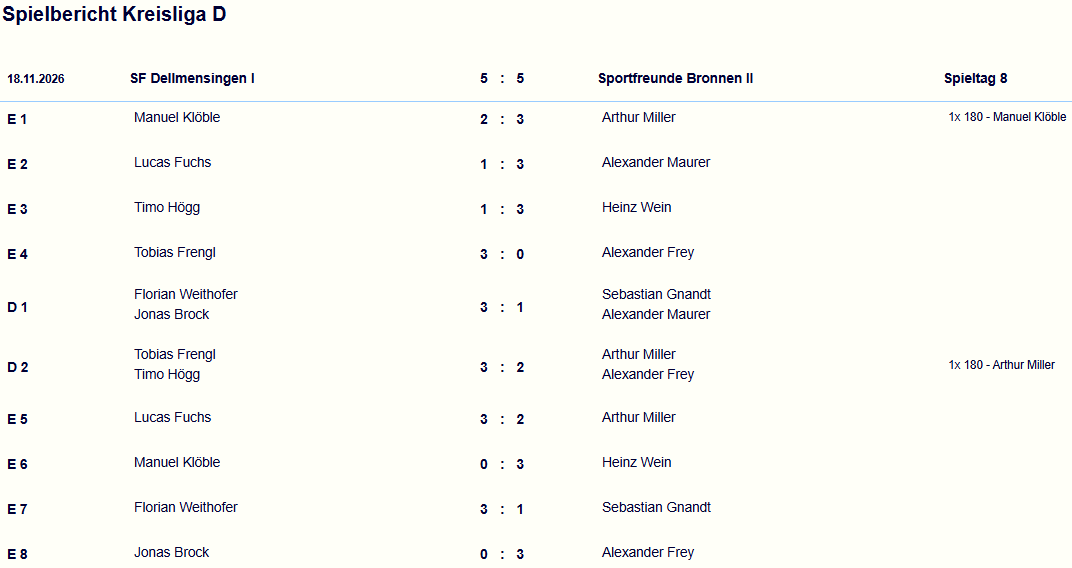 Spielbericht Kreisliga D
18.11.2026 SF Dellmensingen I 5 : 5 Sportfreunde Bronnen II Spieltag 8
E 1 Manuel Klöble 2 : 3 Arthur Miller 1x 180 - Manuel Klöble
E 2 Lucas Fuchs 1 : 3 Alexander Maurer
E 3 Timo Högg 1 : 3 Heinz Wein
E 4 Tobias Frengl 3 : 0 Alexander Frey
Florian Weithofer Sebastian Gnandt
D 1 3 : 1
Jonas Brock Alexander Maurer
Tobias Frengl Arthur Miller
D 2 3 : 2 1x 180 - Arthur Miller
Timo Högg Alexander Frey
E 5 Lucas Fuchs 3 : 2 Arthur Miller
E 6 Manuel Klöble 0 : 3 Heinz Wein
E 7 Florian Weithofer 3 : 1 Sebastian Gnandt
E 8 Jonas Brock 0 : 3 Alexander Frey